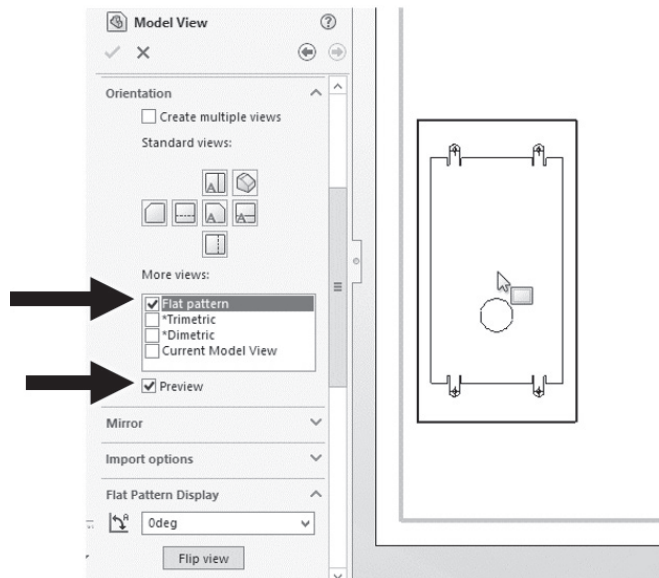 Model View
Orientation
Create multiple views
Standard views:
More views:
Flat pattern
*Trimetric
*Dimetric
Current Model View
Preview
Mirror
Import options
Flat Pattern Display
0deg
Flip view